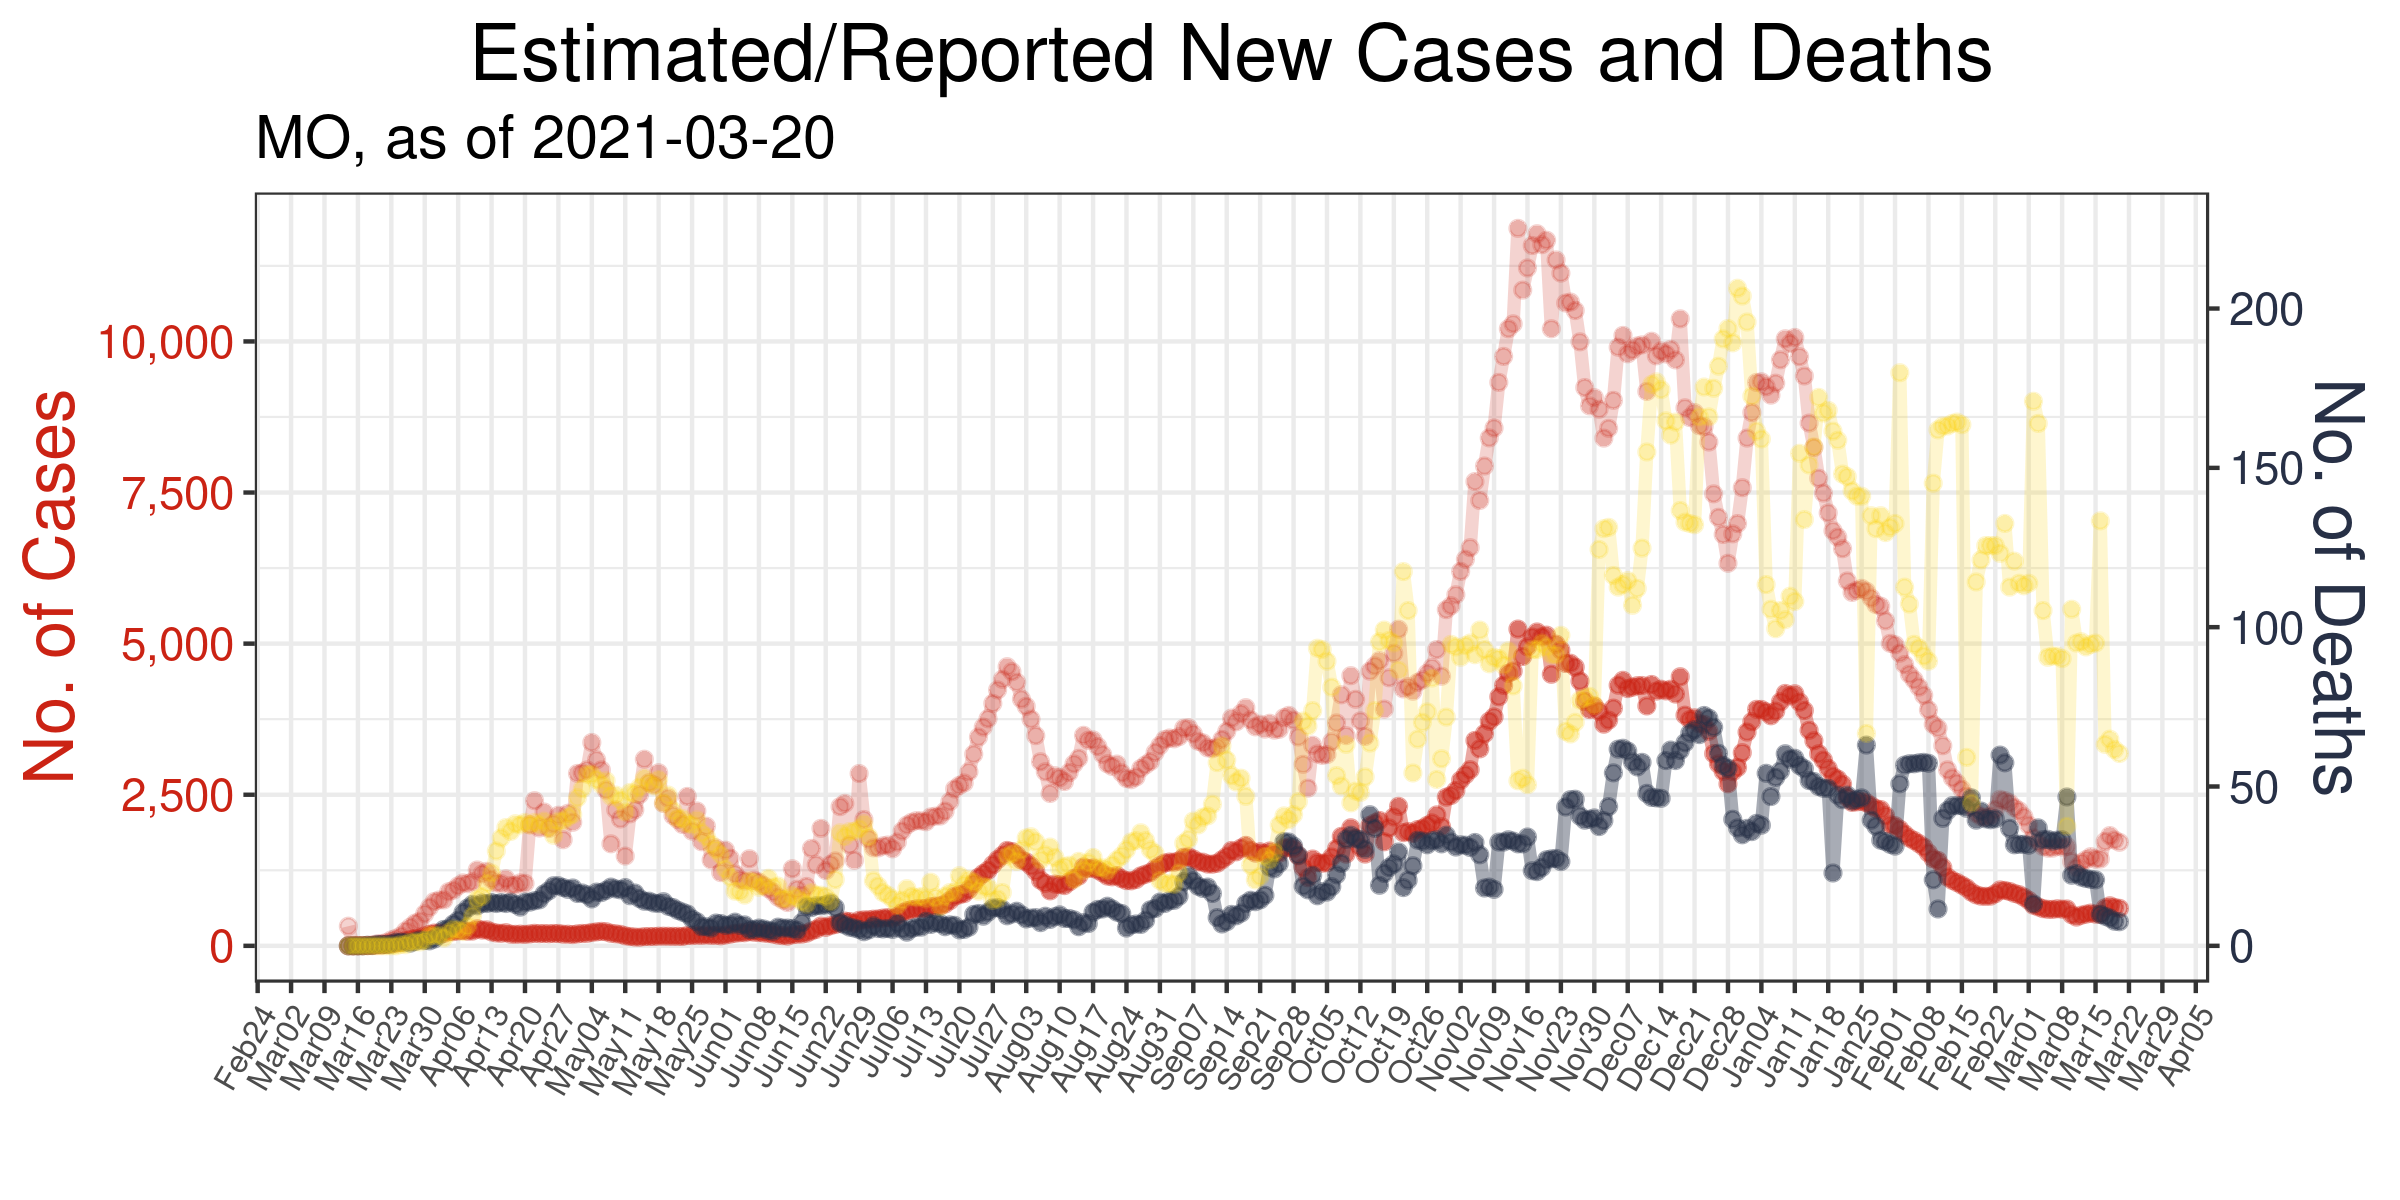 Estimated/Reported New Cases and Deaths
MO, as of 2021-03-20
No. of Cases
10,000
7,500
5,000
2,500
0
200
150
100
50
0
No. of Deaths
Feb24
Mar02
Mar09
Mar16
Mar23
Mar30
Apr06
Apr13
Apr20
Apr27
May04
May11
May18
May25
Jun01
Jun08
Jun15
Jun22
Jun29
Jul06
Jul13
Jul20
Jul27
Aug03
Aug10
Aug17
Aug24
Aug31
Sep07
Sep14
Sep21
Sep28
Oct05
Oct12
Oct19
Oct26
Nov02
Nov09
Nov16
Nov23
Nov30
Dec07
Dec14
Dec21
Dec28
Dec04
Jan11
Jan18
Jan25
Feb01
Feb08
Feb15
Feb22
Mar01
Mar08
Mar15
Mar22
Mar29
Apr05